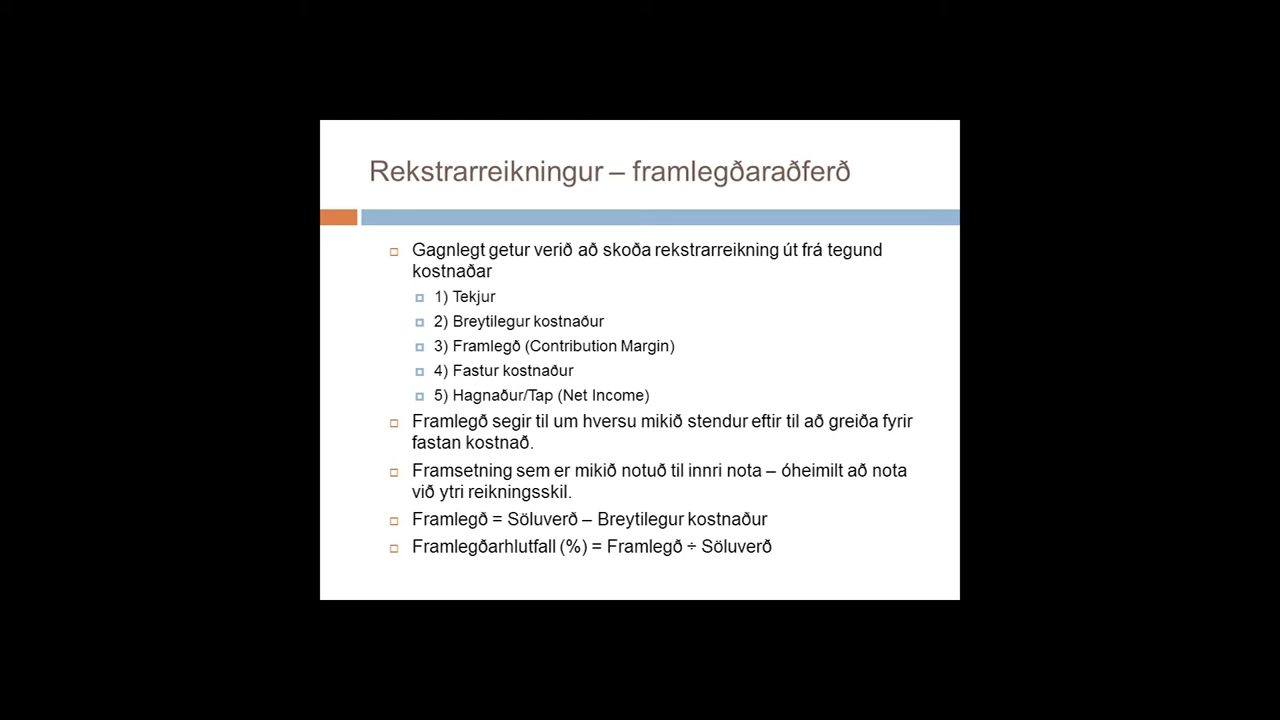 Rekstrarreikningur – framlegðaraðferð
Gagnlegt getur verið að skoða rekstrarreikning út frá tegund
kostnaðar
1) Tekjur
2) Breytilegur kostnaður
3) Framlegð (Contribution Margin)
4) Fastur kostnaður
5) Hagnaður/Tap (Net Income)
Framlegð segir til um hversu mikið stendur eftir til að greiða fyrir
fastan kostnað.
Framsetning sem er mikið notuð til innri nota – óheimilt að nota
við ytri reikningsskil.
Framlegð = Söluverð – Breytilegur kostnaður
Framlegðarhlutfall (%) = Framlegð ÷ Söluverð